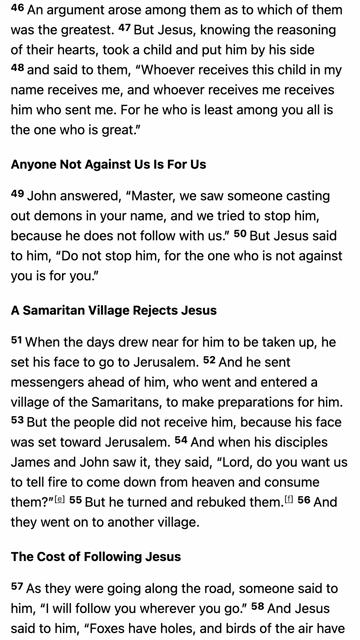 46 An argument arose among them as to which of them
was the greatest. 47 But Jesus, knowing the reasoning
of their hearts, took a child and put him by his side
48 and said to them, “Whoever receives this child in my
name receives me, and whoever receives me receives
him who sent me. For he who is least among you all is
the one who is great.”
Anyone Not Against Us Is For Us
49 John answered, “Master, we saw someone casting
out demons in your name, and we tried to stop him,
because he does not follow with us.” 50 But Jesus said
to him, “Do not stop him, for the one who is not against
you is for you.”
A Samaritan Village Rejects Jesus
51 When the days drew near for him to be taken up, he
set his face to go to Jerusalem. 52 And he sent
messengers ahead of him, who went and entered a
village of the Samaritans, to make preparations for him.
53 But the people did not receive him, because his face
was set toward Jerusalem. 54 And when his disciples
James and John saw it, they said, “Lord, do you want us
to tell fire to come down from heaven and consume
them?”[e] 55 But he turned and rebuked them.[f] 56 And
they went on to another village.
The Cost of Following Jesus
57 As they were going along the road, someone said to
him, “I will follow you wherever you go.” 58 And Jesus
said to him, “Foxes have holes, and birds of the air have